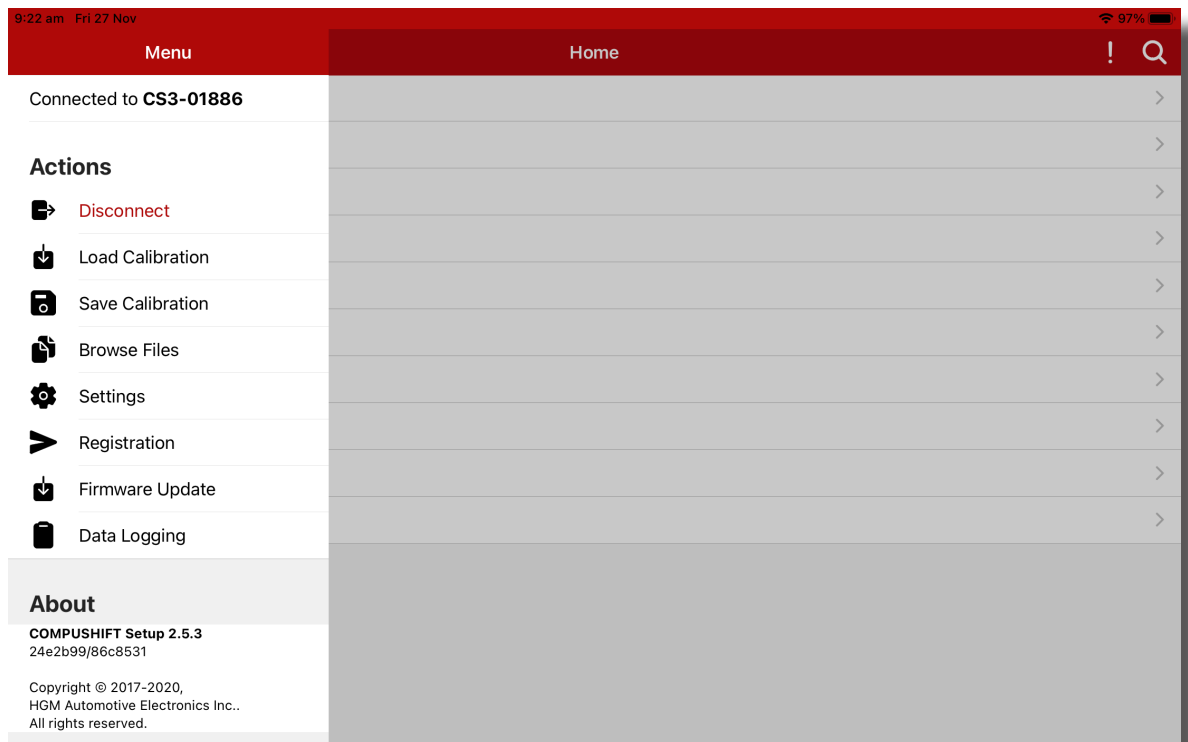 9:22 am Fri 27 Nov 97%
Menu Home
Connected to CS3-01886
Actions
Disconnect
Load Calibration
Save Calibration
Browse Files
Settings
Registration
Firmware Update
Data Logging
About
COMPUSHIFT Setup 2.5.3
24e2b99/86c8531
Copyright © 2017-2020,
HGM Automotive Electronics Inc..
All rights reserved.